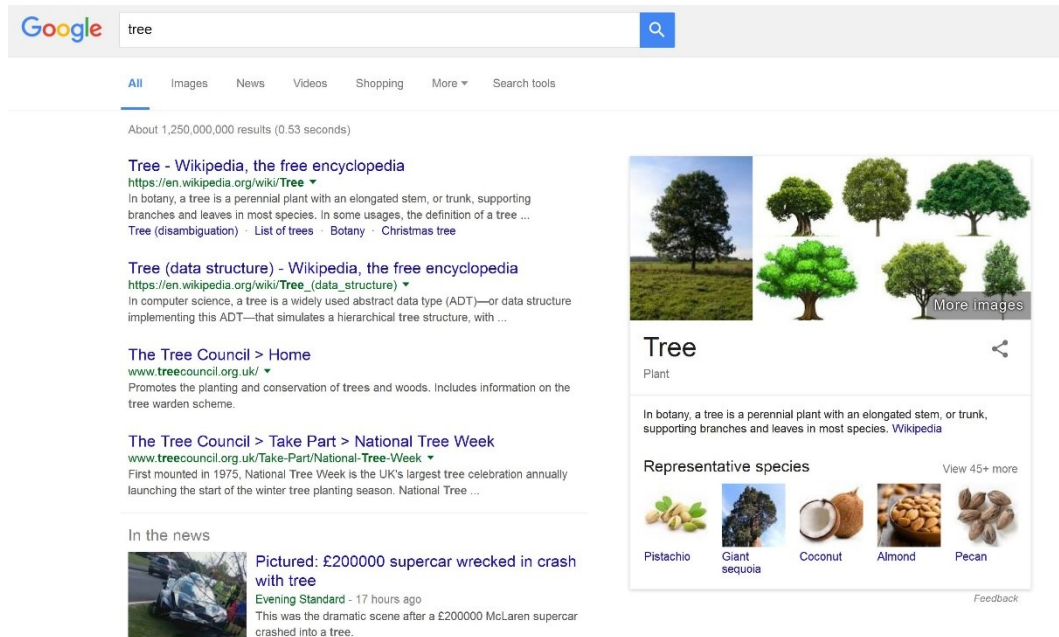 Google
tree
All Images News Videos Shopping More Search tools
About 1,250,000,000 results (0.53 seconds)
Tree - Wikipedia, the free encyclopedia
https://en.wikipedia.org/wiki/Tree
In botany, a tree is a perennial plant with an elongated stem, or trunk, supporting
branches and leaves in most species. In some usages, the definition of a tree ...
Tree (disambiguation) · List of trees · Botany · Christmas tree
Tree (data structure) - Wikipedia, the free encyclopedia
https://en.wikipedia.org/wiki/Tree_(data_structure)
In computer science, a tree is a widely used abstract data type (ADT)—or data structure
implementing this ADT—that simulates a hierarchical tree structure, with ...
The Tree Council > Home
www.treecouncil.org.uk/
Promotes the planting and conservation of trees and woods. Includes information on the
tree warden scheme.
The Tree Council > Take Part > National Tree Week
www.treecouncil.org.uk/Take-Part/National-Tree-Week
First mounted in 1975, National Tree Week is the UK's largest tree celebration annually
launching the start of the winter tree planting season. National Tree ...
In the news
Pictured: £200000 supercar wrecked in crash
with tree
Evening Standard - 17 hours ago
This was the dramatic scene after a £200000 McLaren supercar
crashed into a tree.
More images
Tree
Plant
In botany, a tree is a perennial plant with an elongated stem, or trunk,
supporting branches and leaves in most species. Wikipedia
Representative species View 45+ more
Pistachio Giant Coconut Almond Pecan
sequoia
Feedback